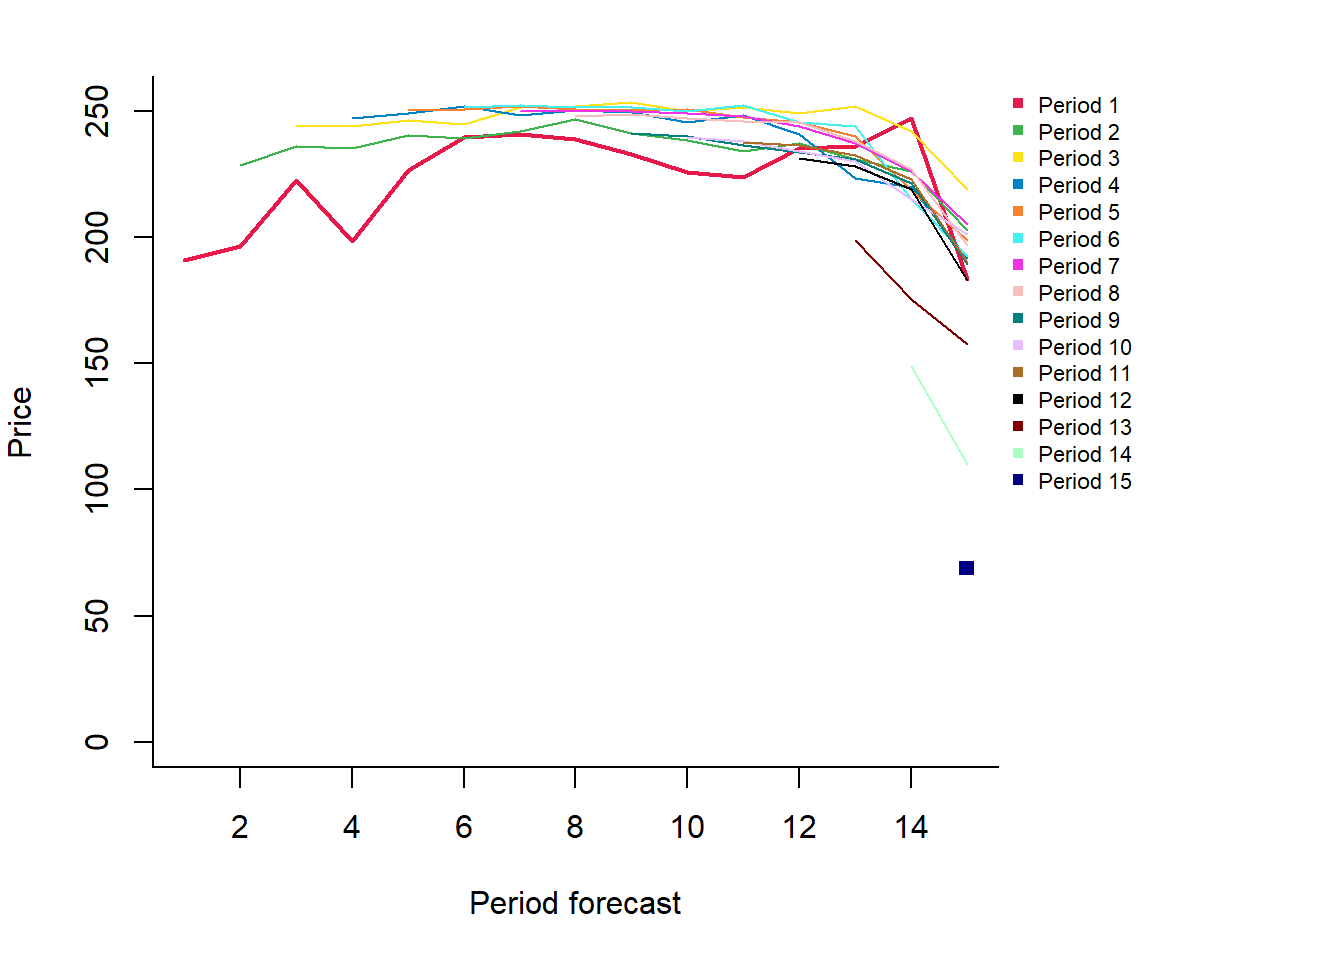 250
200
150
100
50
0
Price
2 4 6 8 10 12 14
Period forecast
Period 1
Period 2
Period 3
Period 4
Period 5
Period 6
Period 7
Period 8
Period 9
Period 10
Period 11
Period 12
Period 13
Period 14
Period 15